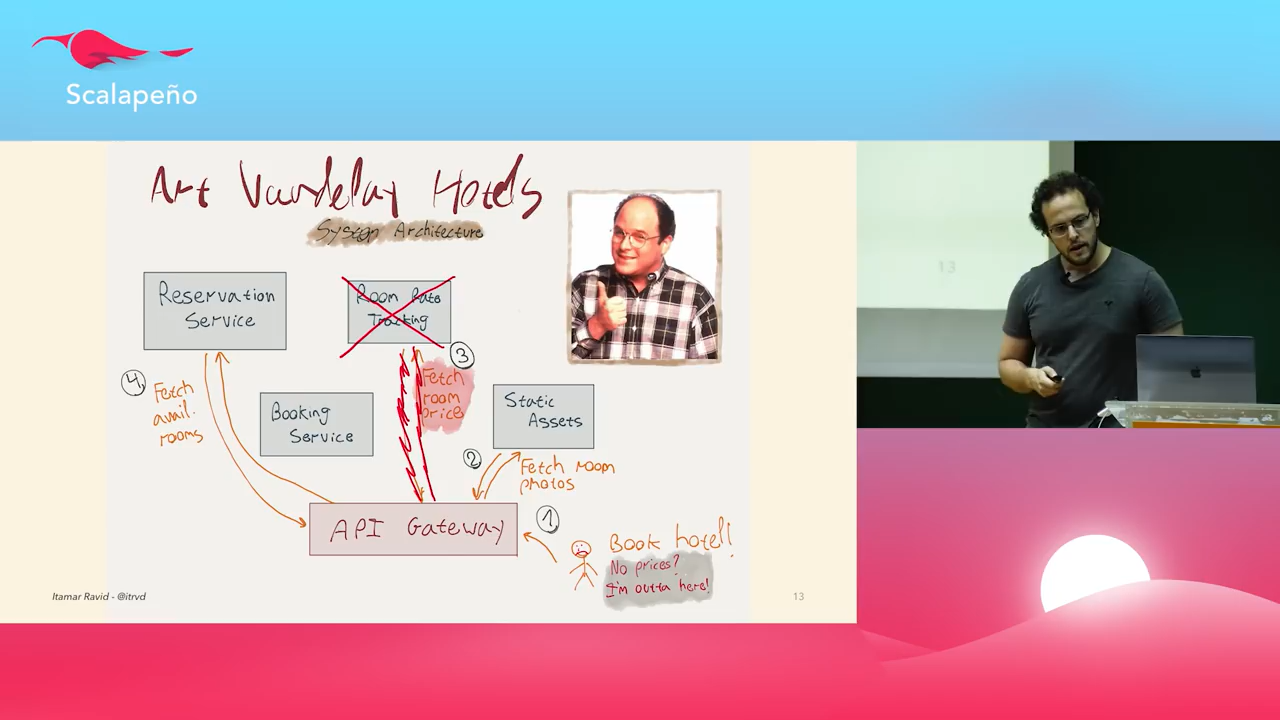 Scalapeño
Art Vandelay Hotels
System Architecture
Reservation
Service
Room Rate
Tracking
3
Fetch
room
prices
4
Fetch
avail.
rooms
Booking
Service
Static
Assets
2
Fetch room
photos
API Gateway
1
Book hotel!
No prices?
I'm outta here!
Itamar Ravid - @itrvd
13
13